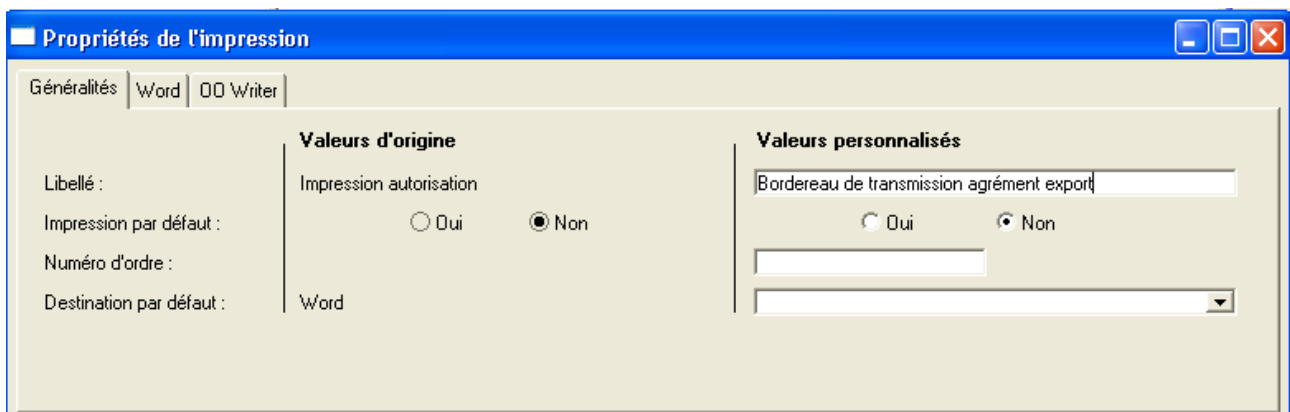 Propriétés de l'impression
Généralités Word OO Writer
Valeurs d'origine Valeurs personnalisés
Libellé : Impression autorisation Bordereau de transmission agrément export
Impression par défaut : Oui Non Oui Non
Numéro d'ordre :
Destination par défaut : Word